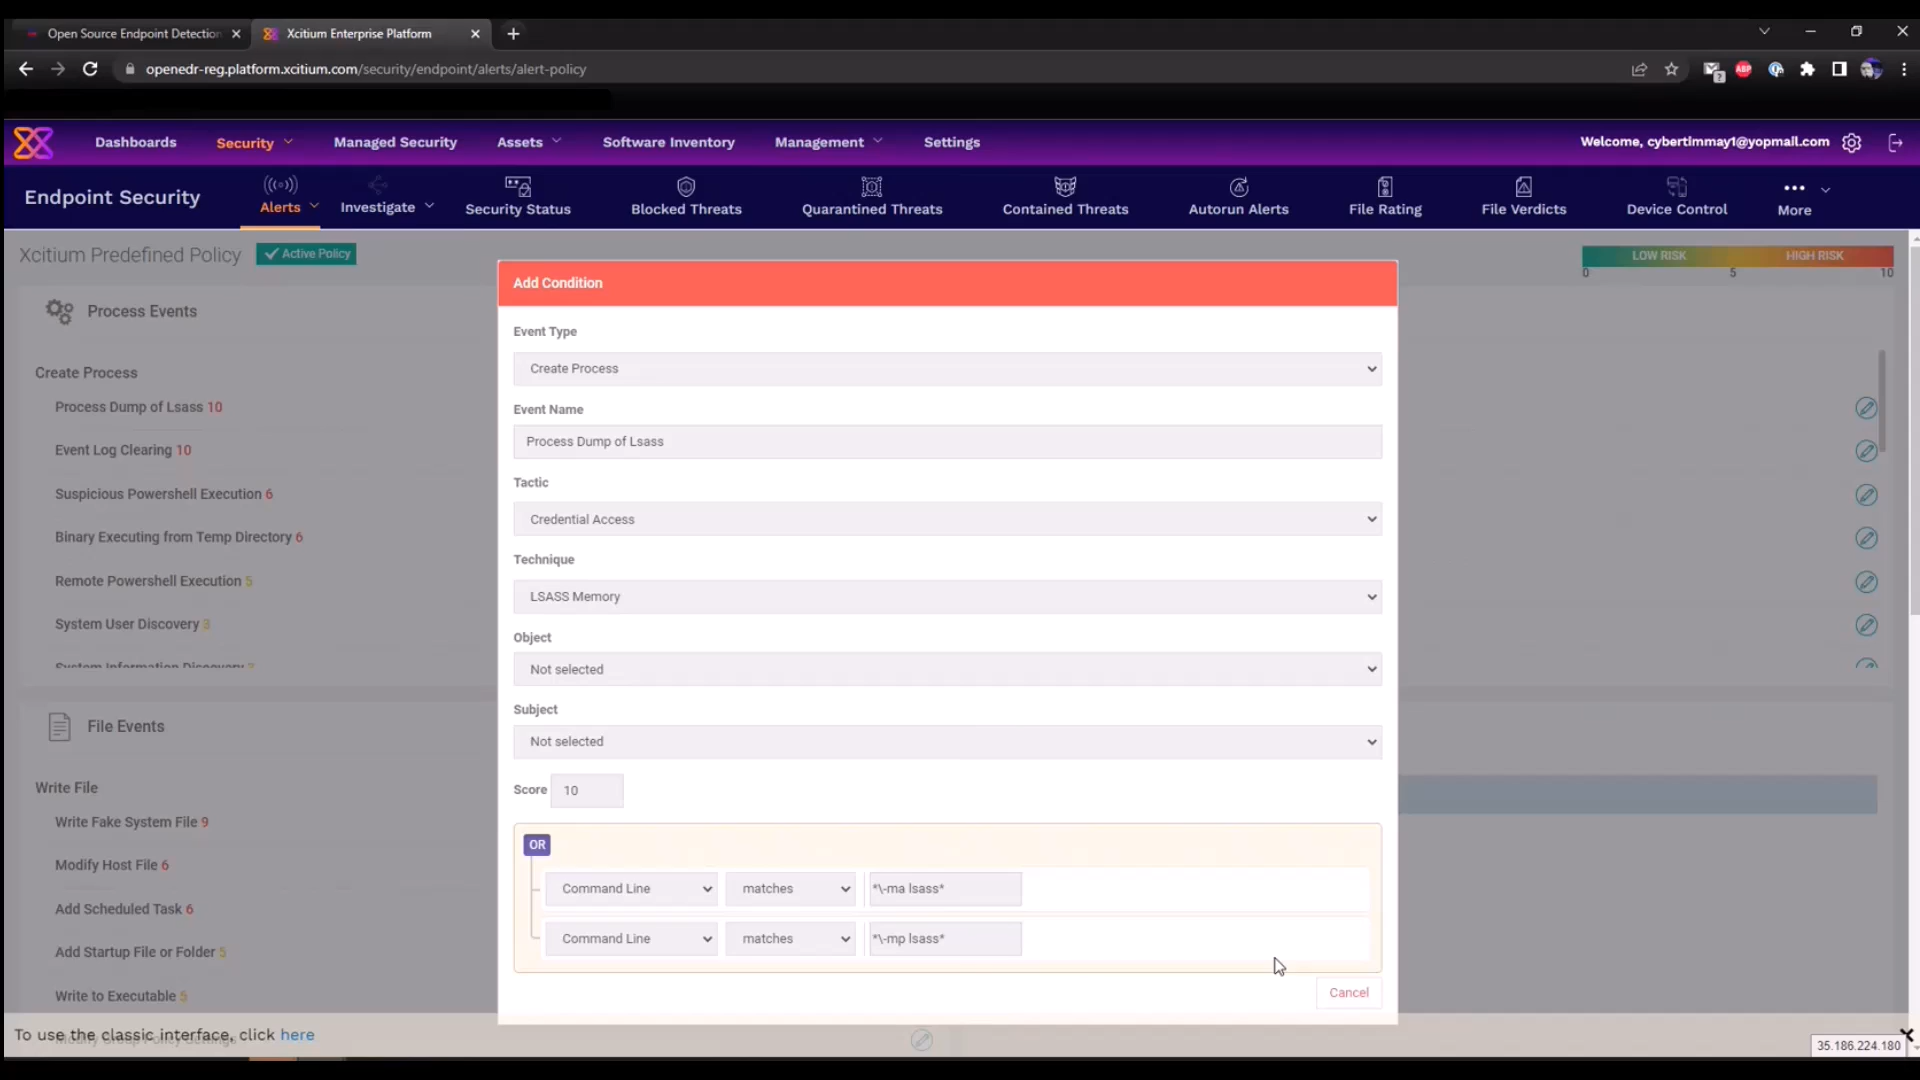 Open Source Endpoint Detection
Xcitium Enterprise Platform
openedr-reg.platform.xcitium.com/security/endpoint/alerts/alert-policy
ABP
Dashboards
Security
Managed Security
Assets
Software Inventory
Management
Settings
Welcome, cybertimmay1@yopmail.com
Endpoint Security
Alerts
Investigate
Security Status
Blocked Threats
Quarantined Threats
Contained Threats
Autorun Alerts
File Rating
File Verdicts
Device Control
More
Xcitium Predefined Policy
Active Policy
LOW RISK
HIGH RISK
0
5
10
Process Events
Create Process
Process Dump of Lsass 10
Event Log Clearing 10
Suspicious Powershell Execution 6
Binary Executing from Temp Directory 6
Remote Powershell Execution 5
System User Discovery 3
System Information Discovery
File Events
Write File
Write Fake System File 9
Modify Host File 6
Add Scheduled Task 6
Add Startup File or Folder 5
Write to Executable 5
Add Condition
Event Type
Create Process
Event Name
Process Dump of Lsass
Tactic
Credential Access
Technique
LSASS Memory
Object
Not selected
Subject
Not selected
Score 10
OR
Command Line matches *\-ma lsass*
Command Line matches *\-mp lsass*
Cancel
To use the classic interface, click here
35.186.224.180